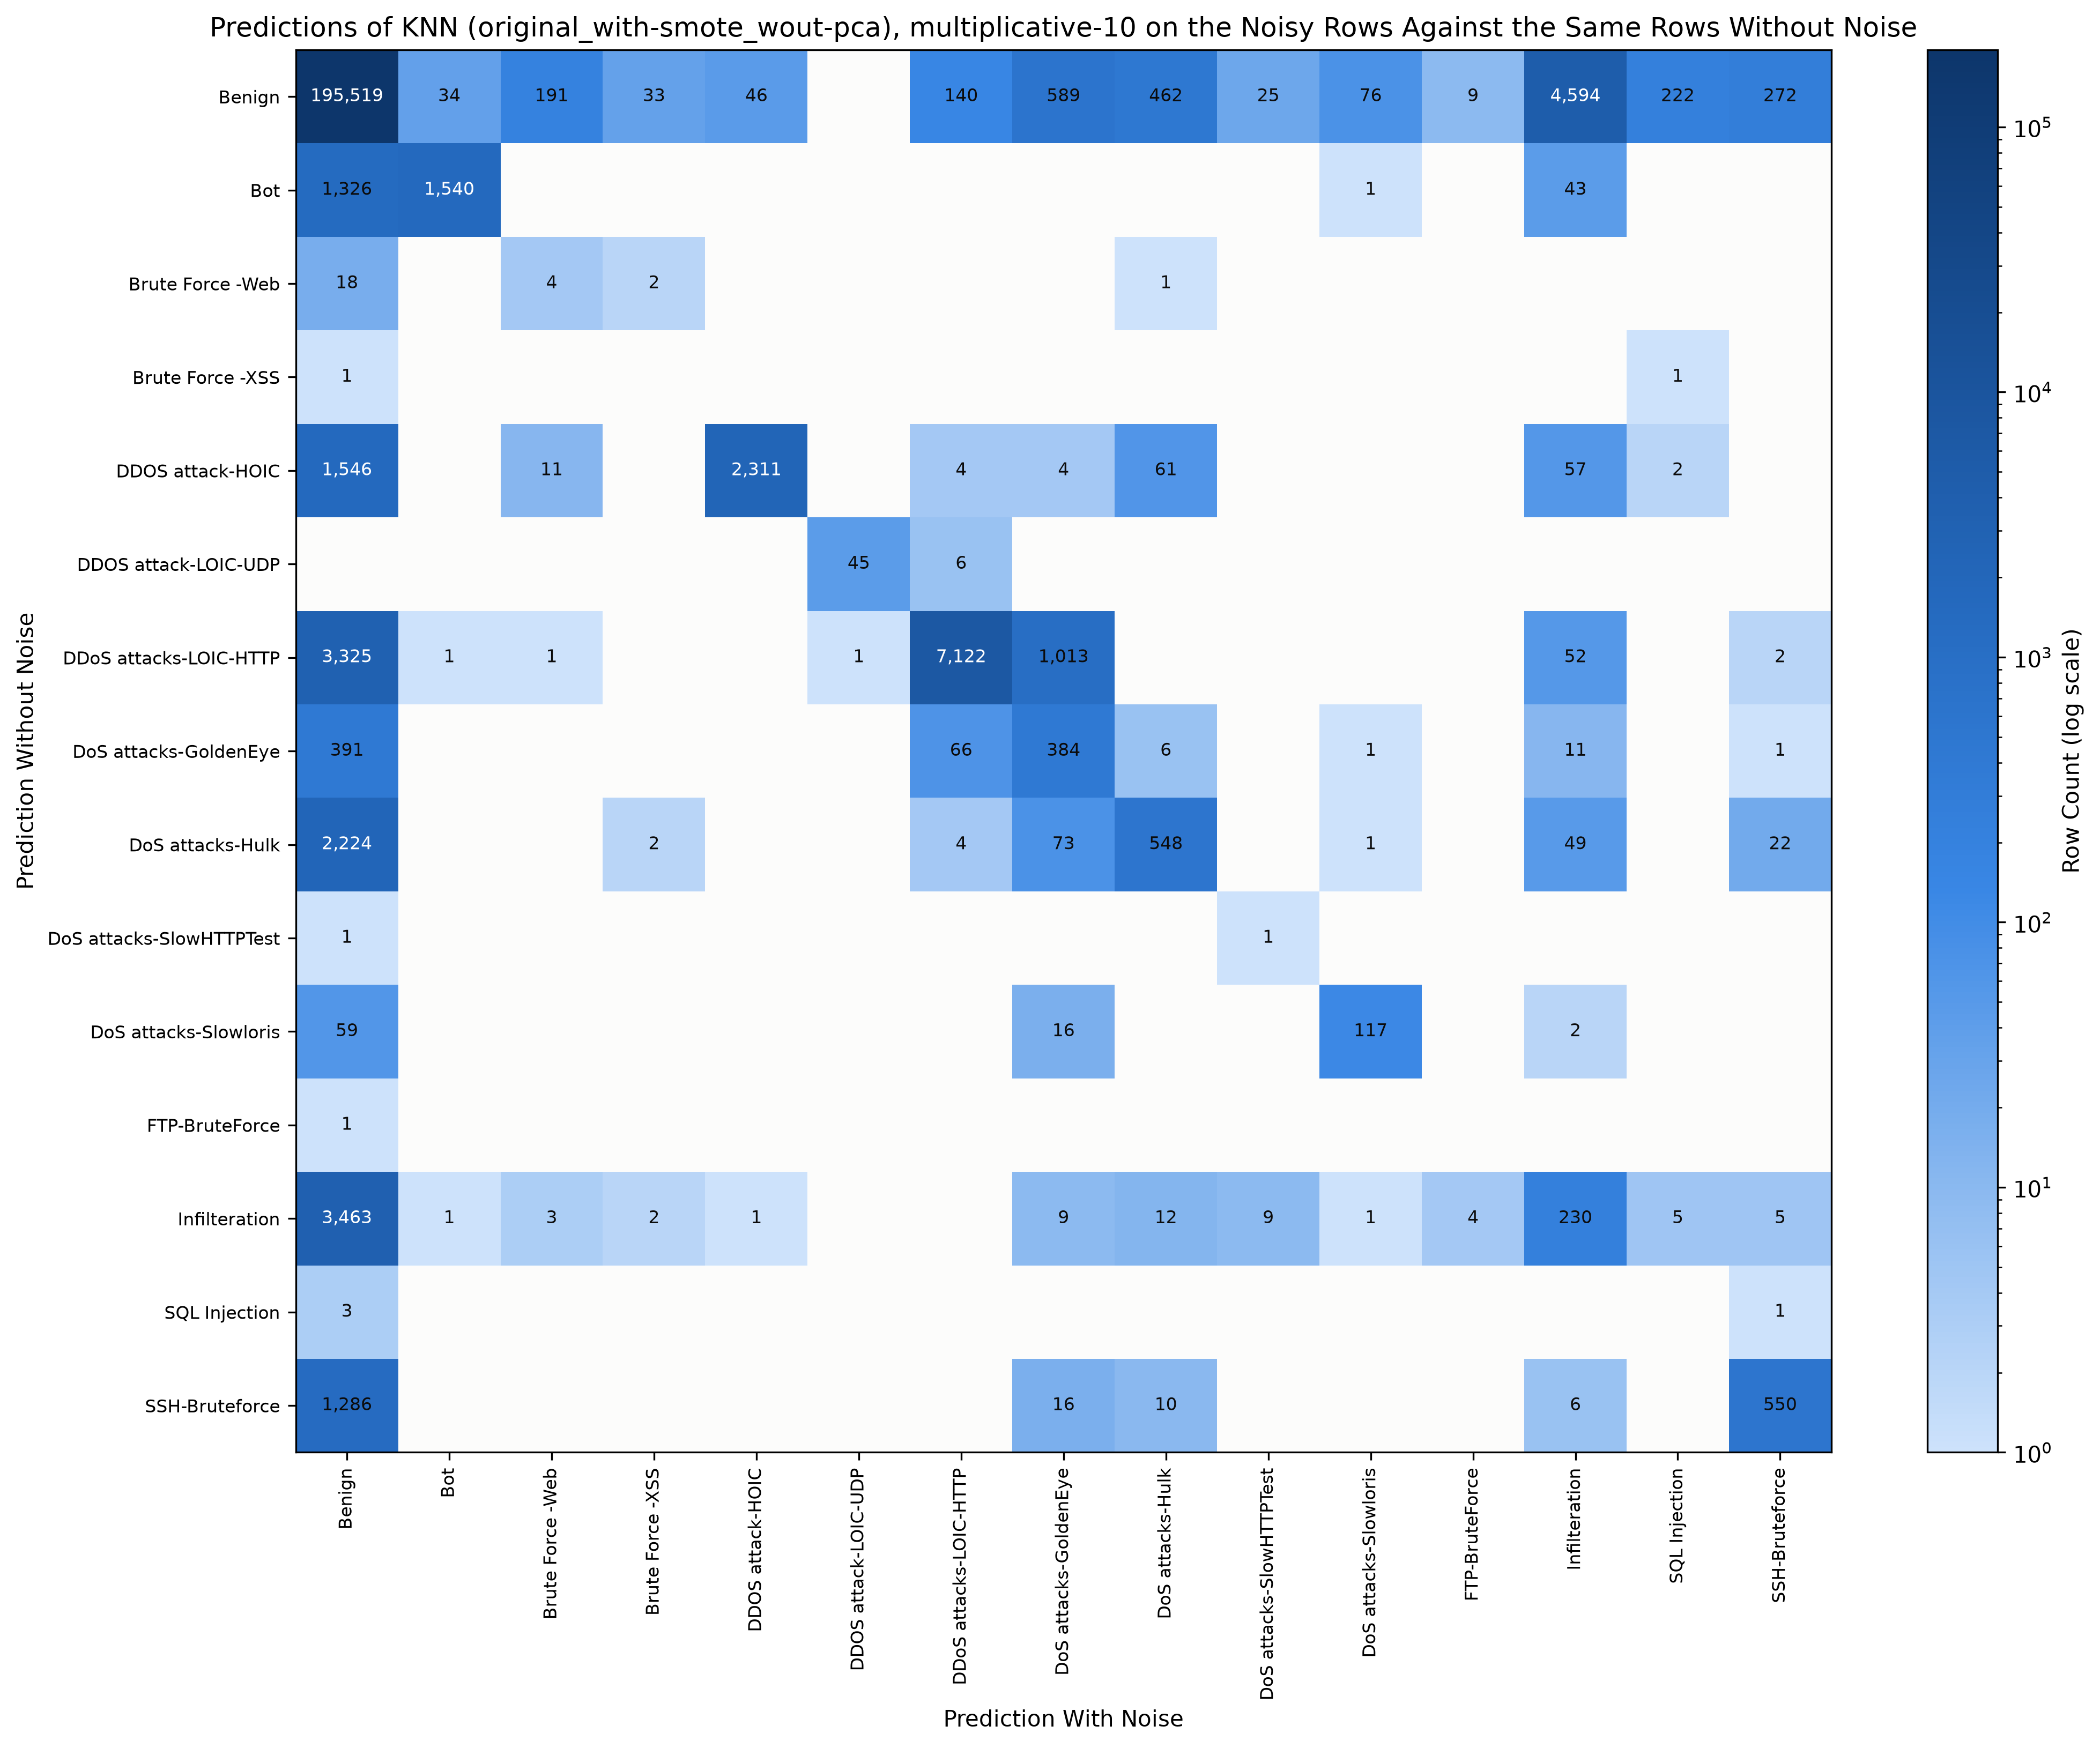 Predictions of KNN (original_with-smote_wout-pca), multiplicative-10 on the Noisy Rows Against the Same Rows Without Noise
Benign 195,519 34 191 33 46 140 589 462 25 76 9 4,594 222 272
Bot 1,326 1,540 1 43
Brute Force -Web 18 4 2 1
Brute Force -XSS 1 1
DDOS attack-HOIC 1,546 11 2,311 4 4 61 57 2
DDOS attack-LOIC-UDP 45 6
DDoS attacks-LOIC-HTTP 3,325 1 1 1 7,122 1,013 52 2
DoS attacks-GoldenEye 391 66 384 6 1 11 1
DoS attacks-Hulk 2,224 2 4 73 548 1 49 22
DoS attacks-SlowHTTPTest 1 1
DoS attacks-Slowloris 59 16 117 2
FTP-BruteForce 1
Infilteration 3,463 1 3 2 1 9 12 9 1 4 230 5 5
SQL Injection 3 1
SSH-Bruteforce 1,286 16 10 6 550
Prediction Without Noise
Benign
Bot
Brute Force -Web
Brute Force -XSS
DDOS attack-HOIC
DDOS attack-LOIC-UDP
DDoS attacks-LOIC-HTTP
DoS attacks-GoldenEye
DoS attacks-Hulk
DoS attacks-SlowHTTPTest
DoS attacks-Slowloris
FTP-BruteForce
Infilteration
SQL Injection
SSH-Bruteforce
Prediction With Noise
10⁵
10⁴
10³
10²
10¹
10⁰
Row Count (log scale)